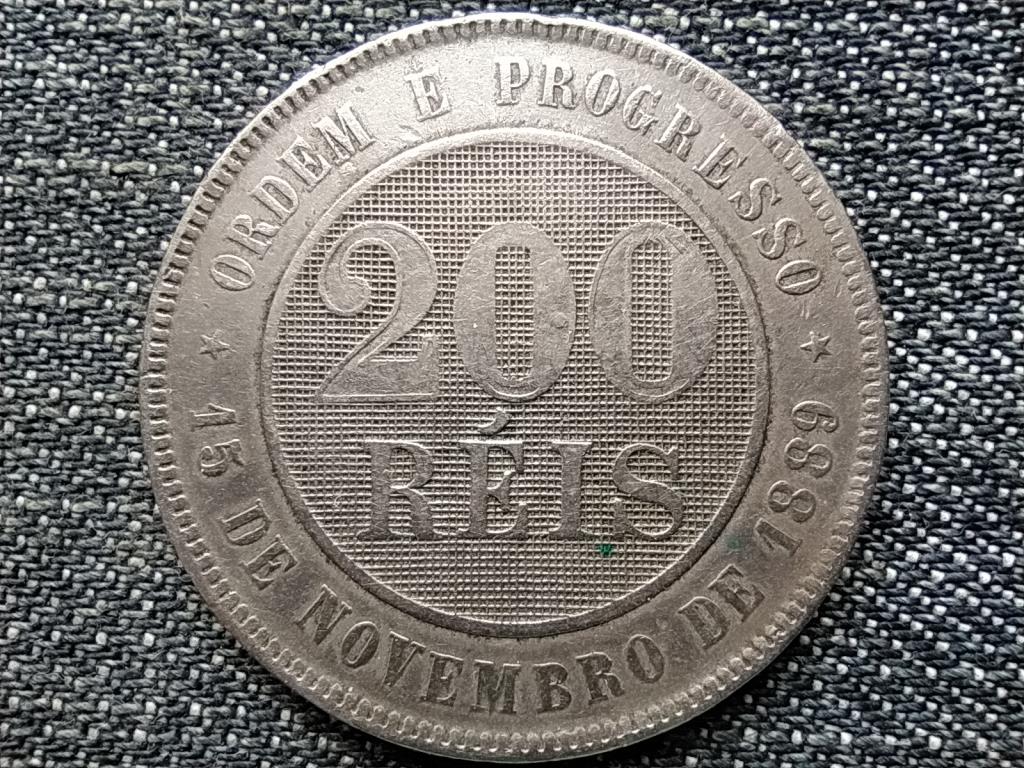 ORDEM E PROGRESSO
200
RÉIS
15 DE NOVEMBRO DE 1889